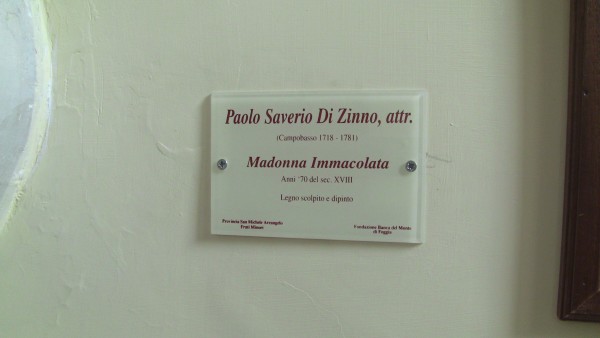 Paolo Saverio Di Zinno, attr.
(Campobasso 1718 - 1781)
Madonna Immacolata
Anni '70 del sec. XVIII
Legno scolpito e dipinto
Provincia San Michele Arcangelo
Frati Minori
Fondazione Banca del Monte
di Foggia